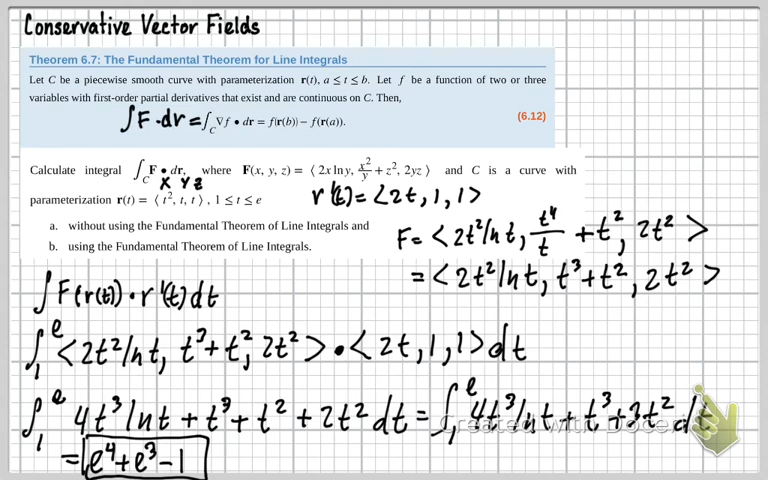 Conservative Vector Fields
Theorem 6.7: The Fundamental Theorem for Line Integrals
Let C be a piecewise smooth curve with parameterization r(t), a ≤ t ≤ b. Let f be a function of two or three
variables with first-order partial derivatives that exist and are continuous on C. Then,
∫F·dr = ∫_C ∇f • dr = f(r(b)) − f(r(a)). (6.12)
Calculate integral ∫_C F • dr, where F(x, y, z) = ⟨ 2x ln y, x²/y + z², 2yz ⟩ and C is a curve with
x y z
parameterization r(t) = ⟨ t², t, t ⟩, 1 ≤ t ≤ e
r'(t) = <2t, 1, 1>
a. without using the Fundamental Theorem of Line Integrals and
b. using the Fundamental Theorem of Line Integrals.
F = <2t² ln t, t⁴/t + t², 2t²>
= <2t² ln t, t³ + t², 2t²>
∫F(r(t)) · r'(t) dt
∫₁ᵉ <2t² ln t, t³ + t², 2t²> • <2t, 1, 1> dt
∫₁ᵉ 4t³ ln t + t³ + t² + 2t² dt = ∫₁ᵉ 4t³ ln t + t³ + 3t² dt
Created with Doceri
= e⁴ + e³ − 1